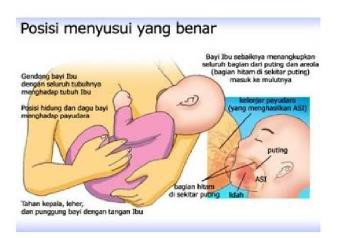 Posisi menyusui yang benar
Bayi Ibu sebaiknya menangkupkan
seluruh bagian dari puting dan areola
(bagian hitam di sekitar puting)
masuk ke mulutnya
Gendong bayi Ibu
dengan seluruh tubuhnya
menghadap tubuh Ibu
Posisi hidung dan dagu bayi
menghadap payudara
kelenjar payudara
(yang menghasilkan ASI)
puting
ASI
bagian hitam
di sekitar puting
lidah
Tahan kepala, leher,
dan punggung bayi dengan tangan Ibu